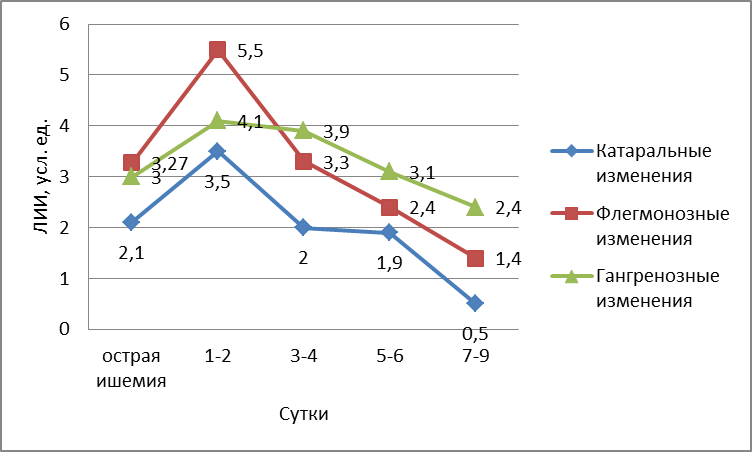 6
5
4
3
2
1
0
ЛИИ, усл. ед.
5,5
4,1
3,9
3,27
3
3,5
3,3
3,1
2,4
2,4
2,1
2
1,9
1,4
0,5
острая
ишемия
1-2
3-4
5-6
7-9
Сутки
Катаральные
изменения
Флегмонозные
изменения
Гангренозные
изменения